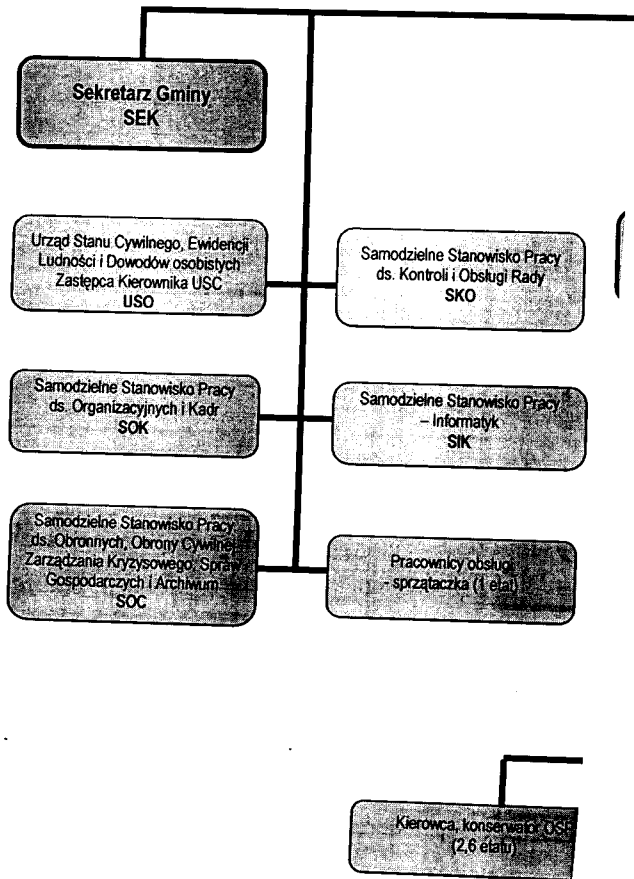 Sekretarz Gminy
SEK
Urząd Stanu Cywilnego, Ewidencji
Ludności i Dowodów osobistych
Zastępca Kierownika USC
USO
Samodzielne Stanowisko Pracy
ds. Kontroli i Obsługi Rady
SKO
Samodzielne Stanowisko Pracy
ds. Organizacyjnych i Kadr
SOK
Samodzielne Stanowisko Pracy
– Informatyk
SIK
Samodzielne Stanowisko Pracy
ds. Obronnych, Obrony Cywilnej
Zarządzania Kryzysowego, Spraw
Gospodarczych i Archiwum
SOC
Pracownicy obsługi
- sprzątaczka (1 etat)
Kierowca, konserwator OSP
(2,6 etatu)